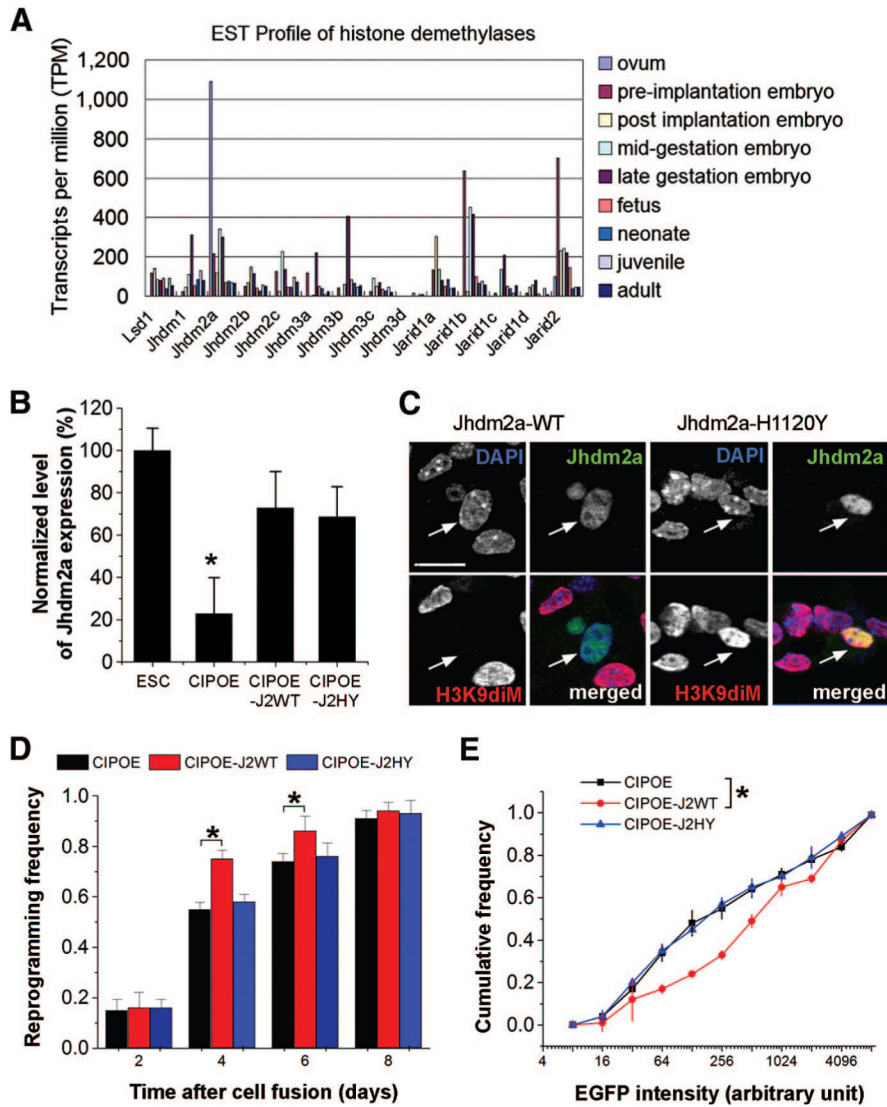 A
EST Profile of histone demethylases
Transcripts per million (TPM)
1,200
1,000
800
600
400
200
0
Lsd1
Jhdm1
Jhdm2a
Jhdm2b
Jhdm2c
Jhdm3a
Jhdm3b
Jhdm3c
Jhdm3d
Jarid1a
Jarid1b
Jarid1c
Jarid1d
Jarid2
ovum
pre-implantation embryo
post implantation embryo
mid-gestation embryo
late gestation embryo
fetus
neonate
juvenile
adult
B
Normalized level
of Jhdm2a expression (%)
120
100
80
60
40
20
0
*
ESC
CIPOE
CIPOE
-J2WT
CIPOE
-J2HY
C
Jhdm2a-WT
Jhdm2a-H1120Y
DAPI
Jhdm2a
DAPI
Jhdm2a
H3K9diM
merged
H3K9diM
merged
D
CIPOE
CIPOE-J2WT
CIPOE-J2HY
Reprogramming frequency
1.0
0.8
0.6
0.4
0.2
0.0
*
*
2
4
6
8
Time after cell fusion (days)
E
CIPOE
CIPOE-J2WT
CIPOE-J2HY
*
Cumulative frequency
1.0
0.8
0.6
0.4
0.2
0.0
4
16
64
256
1024
4096
EGFP intensity (arbitrary unit)